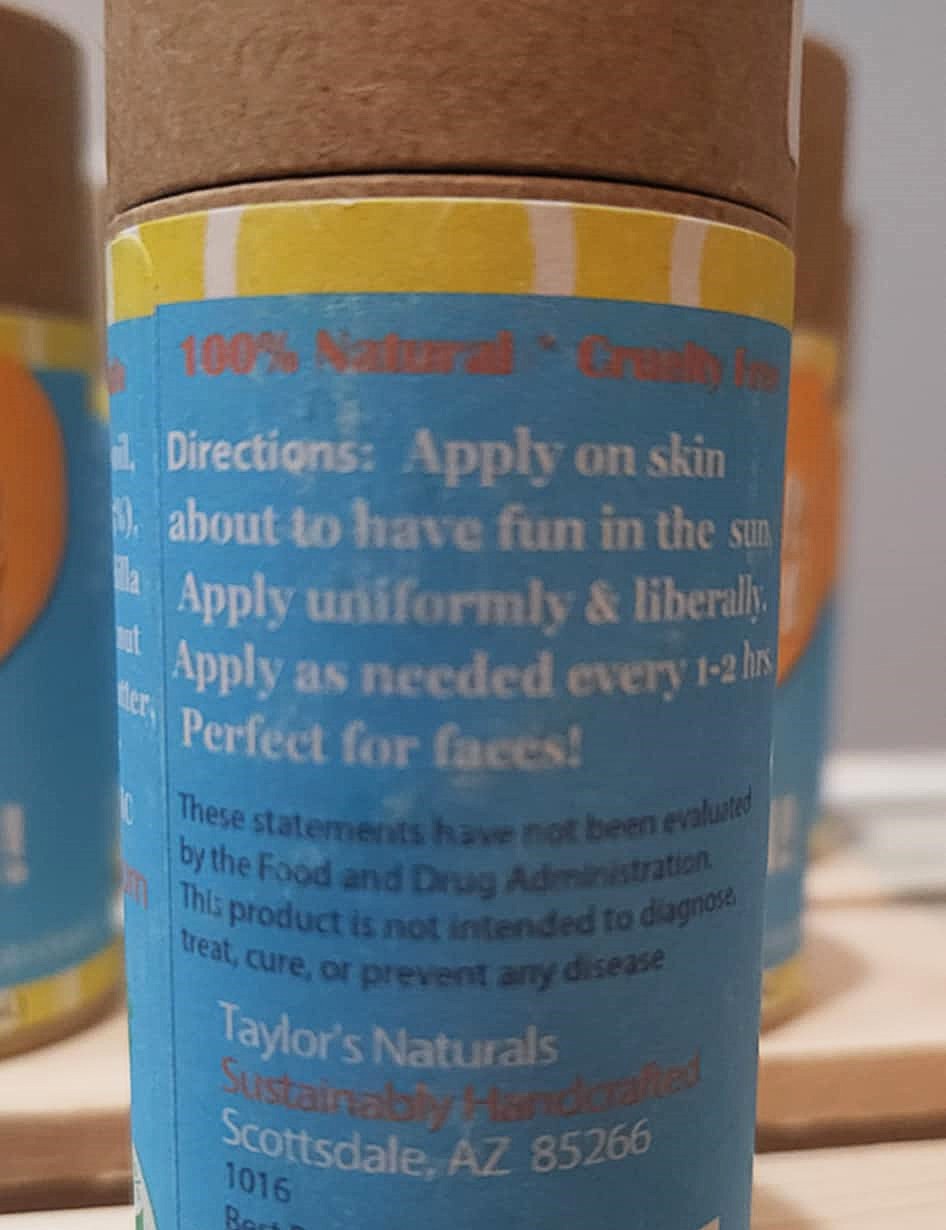 100% Natural * Cruelty Free
Directions: Apply on skin
about to have fun in the sun.
Apply uniformly & liberally.
Apply as needed every 1-2 hrs.
Perfect for faces!
These statements have not been evaluated
by the Food and Drug Administration.
This product is not intended to diagnose,
treat, cure, or prevent any disease
Taylor's Naturals
Sustainably Handcrafted
Scottsdale, AZ 85266
1016
Best